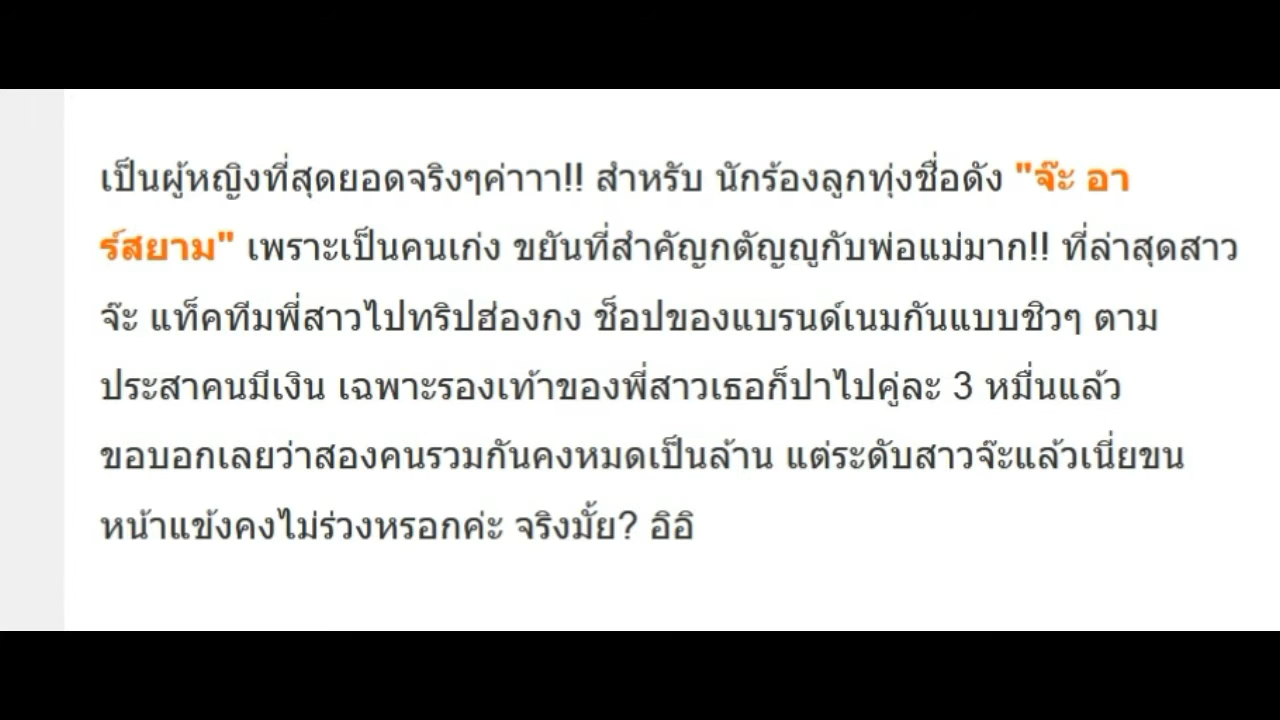 เป็นผู้หญิงที่สุดยอดจริงๆค่าาา!! สำหรับ นักร้องลูกทุ่งชื่อดัง "จ๊ะ อา
ร์สยาม" เพราะเป็นคนเก่ง ขยันที่สำคัญกตัญญูกับพ่อแม่มาก!! ที่ล่าสุดสาว
จ๊ะ แท็คทีมพี่สาวไปทริปฮ่องกง ช็อปของแบรนด์เนมกันแบบชิวๆ ตาม
ประสาคนมีเงิน เฉพาะรองเท้าของพี่สาวเธอก็ปาไปคู่ละ 3 หมื่นแล้ว
ขอบอกเลยว่าสองคนรวมกันคงหมดเป็นล้าน แต่ระดับสาวจ๊ะแล้วเนี่ยขน
หน้าแข้งคงไม่ร่วงหรอกค่ะ จริงมั้ย? อิอิ